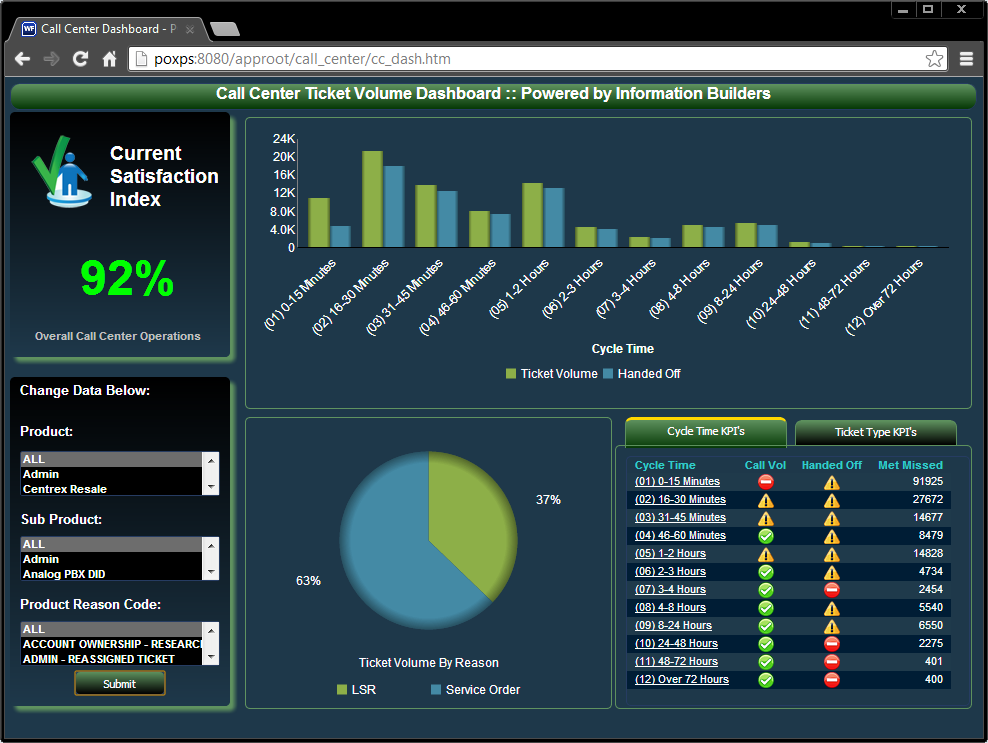 Call Center Dashboard - P
poxps:8080/approot/call_center/cc_dash.htm
Call Center Ticket Volume Dashboard :: Powered by Information Builders
Current
Satisfaction
Index
92%
Overall Call Center Operations
24K
20K
16K
12K
8.0K
4.0K
0
(01) 0-15 Minutes
(02) 16-30 Minutes
(03) 31-45 Minutes
(04) 46-60 Minutes
(05) 1-2 Hours
(06) 2-3 Hours
(07) 3-4 Hours
(08) 4-8 Hours
(09) 8-24 Hours
(10) 24-48 Hours
(11) 48-72 Hours
(12) Over 72 Hours
Cycle Time
Ticket Volume Handed Off
Change Data Below:
Product:
ALL
Admin
Centrex Resale
Sub Product:
ALL
Admin
Analog PBX DID
Product Reason Code:
ALL
ACCOUNT OWNERSHIP - RESEARCH
ADMIN - REASSIGNED TICKET
Submit
37%
63%
Ticket Volume By Reason
LSR Service Order
Cycle Time KPI's Ticket Type KPI's
Cycle Time Call Vol Handed Off Met Missed
(01) 0-15 Minutes 91925
(02) 16-30 Minutes 27672
(03) 31-45 Minutes 14677
(04) 46-60 Minutes 8479
(05) 1-2 Hours 14828
(06) 2-3 Hours 4734
(07) 3-4 Hours 2454
(08) 4-8 Hours 5540
(09) 8-24 Hours 6550
(10) 24-48 Hours 2275
(11) 48-72 Hours 401
(12) Over 72 Hours 400